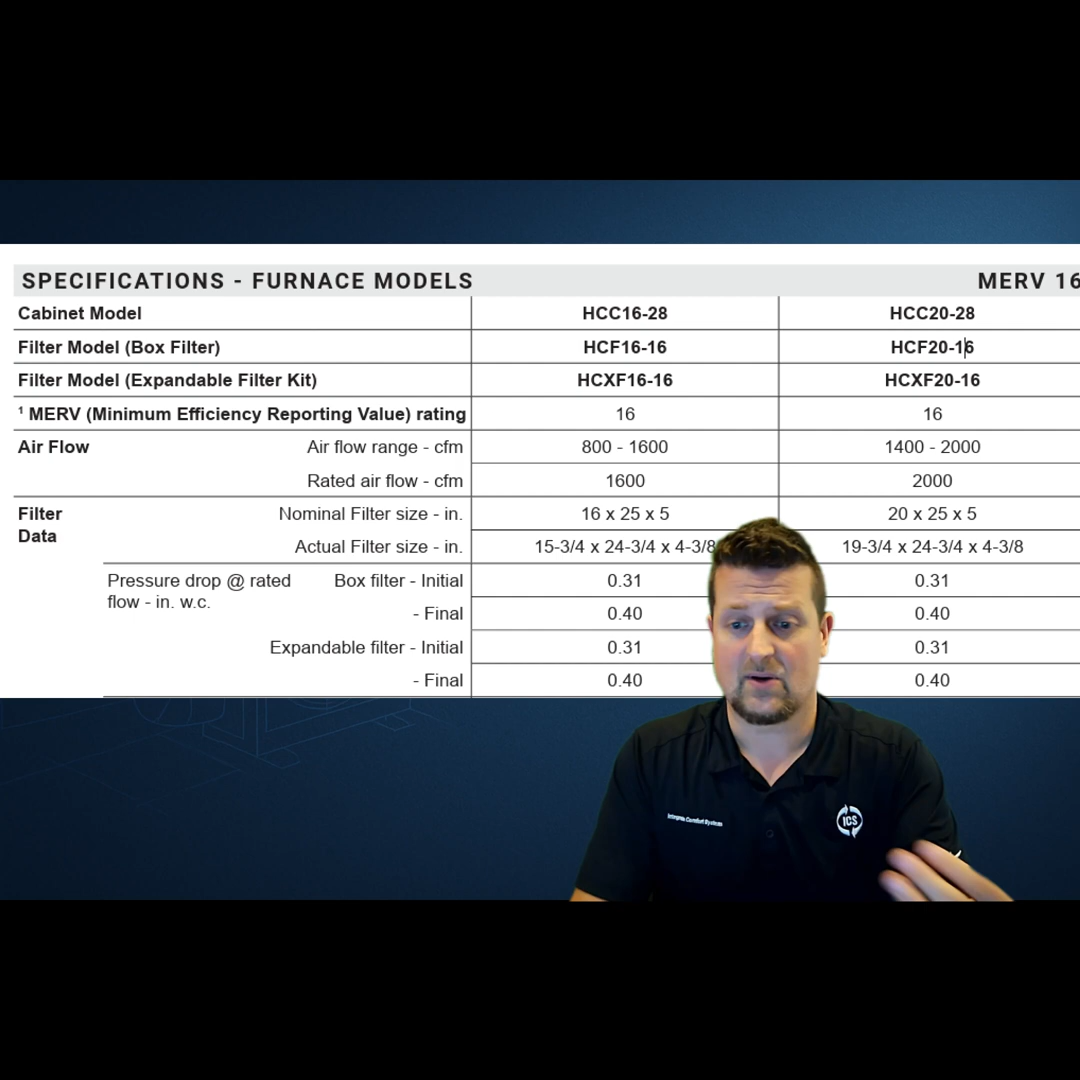 SPECIFICATIONS - FURNACE MODELS MERV 16
Cabinet Model HCC16-28 HCC20-28
Filter Model (Box Filter) HCF16-16 HCF20-16
Filter Model (Expandable Filter Kit) HCXF16-16 HCXF20-16
¹ MERV (Minimum Efficiency Reporting Value) rating 16 16
Air Flow Air flow range - cfm 800 - 1600 1400 - 2000
Rated air flow - cfm 1600 2000
Filter Data Nominal Filter size - in. 16 x 25 x 5 20 x 25 x 5
Actual Filter size - in. 15-3/4 x 24-3/4 x 4-3/8 19-3/4 x 24-3/4 x 4-3/8
Pressure drop @ rated flow - in. w.c. Box filter - Initial 0.31 0.31
- Final 0.40 0.40
Expandable filter - Initial 0.31 0.31
- Final 0.40 0.40
Integrity Comfort Systems
ICS